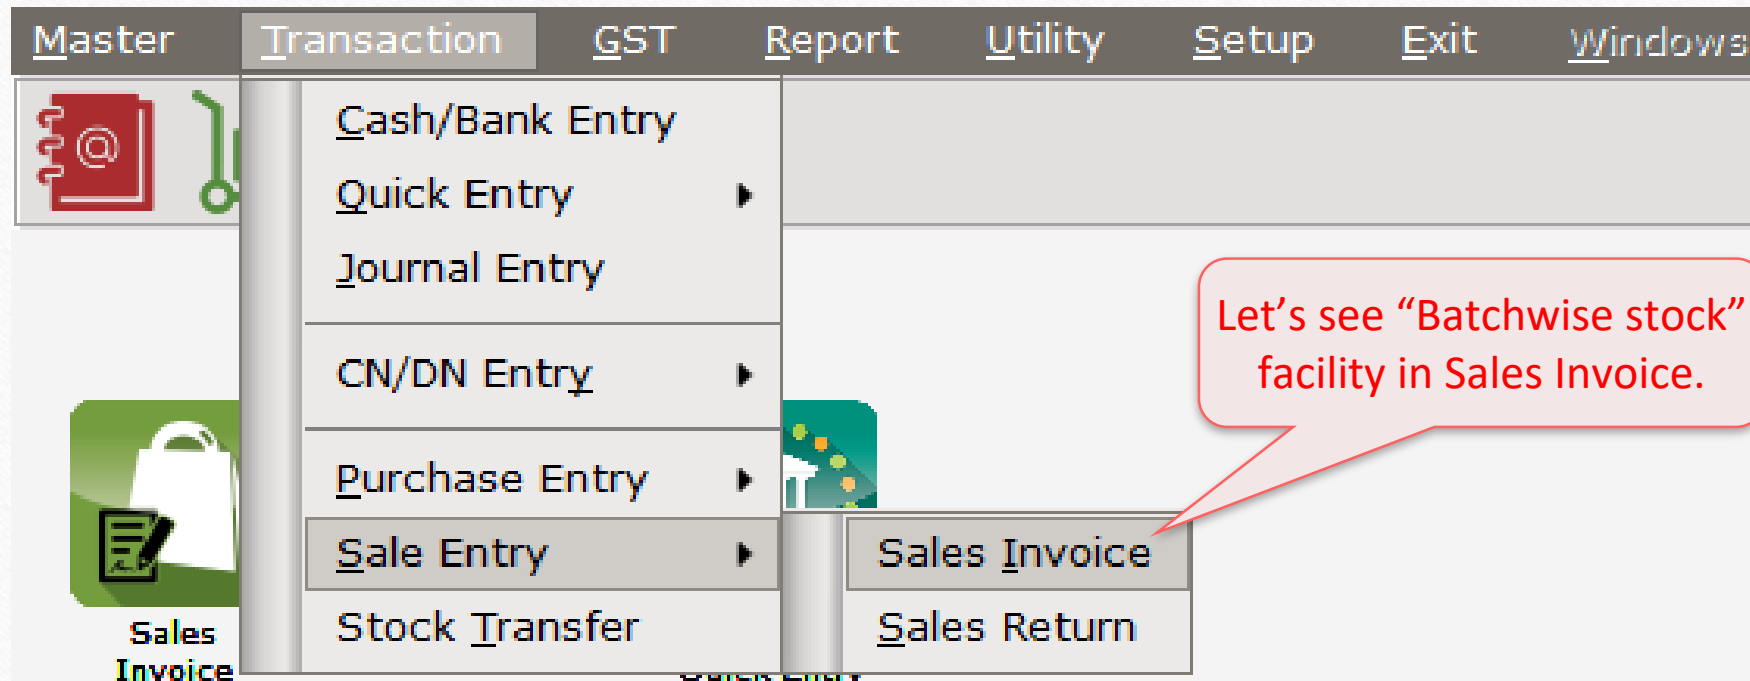 Master Transaction GST Report Utility Setup Exit Windows
@
Cash/Bank Entry
Quick Entry
Journal Entry
Let’s see “Batchwise stock”
facility in Sales Invoice.
CN/DN Entry
Purchase Entry
Sale Entry
Sales Invoice
Stock Transfer
Sales Return
Sales
Invoice
Quick Entry